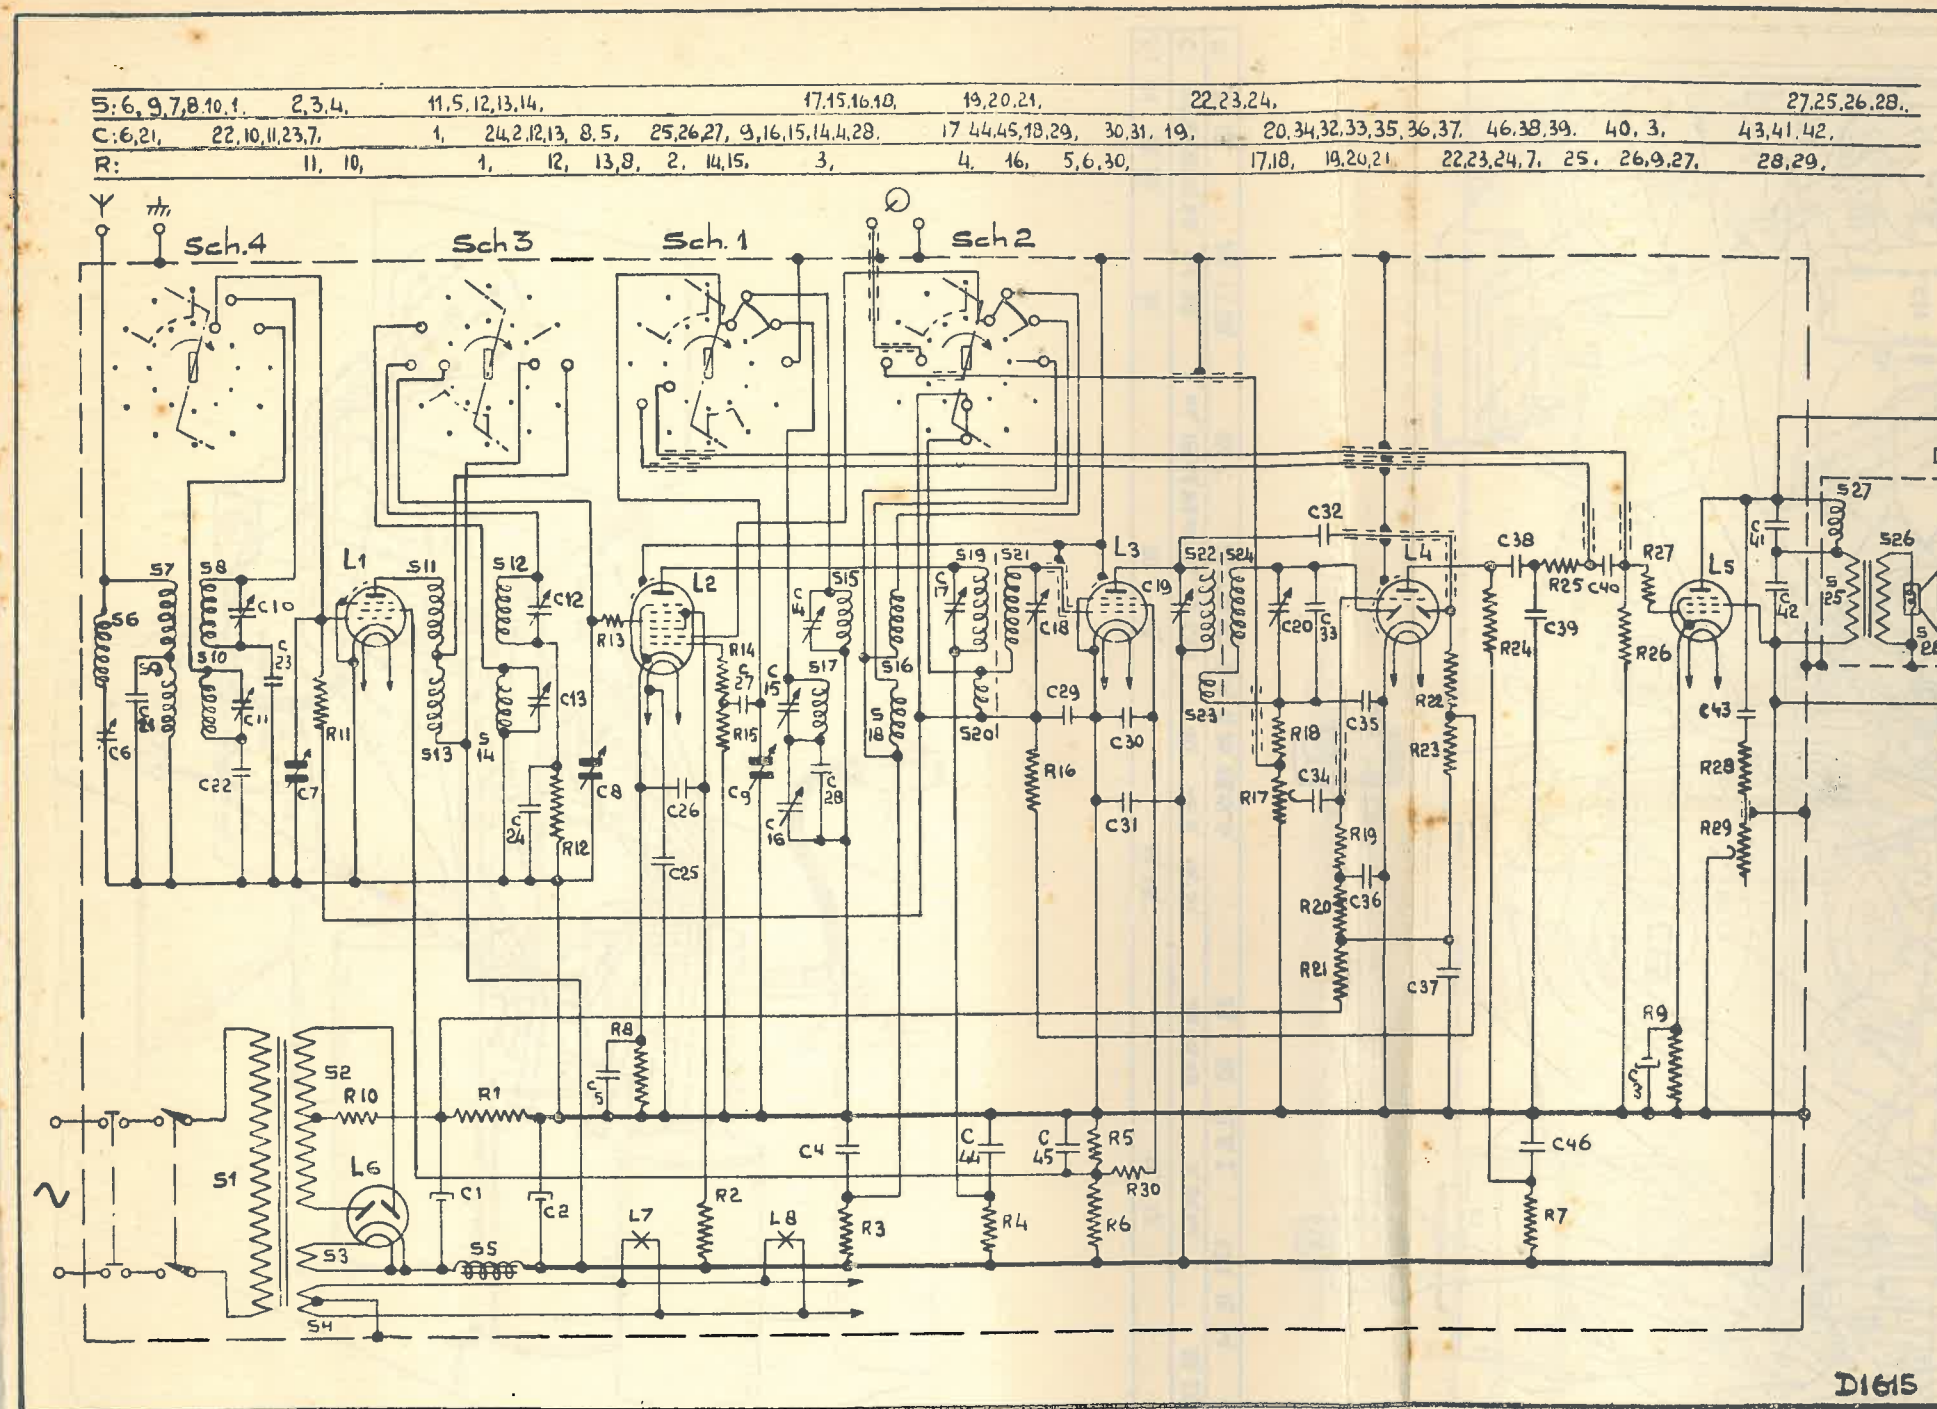 S: 6, 9, 7, 8. 10. 1. 2, 3, 4, 11, 5, 12, 13, 14, 17. 15. 16. 18, 19, 20, 21, 22, 23, 24, 27. 25, 26, 28.
C: 6, 21, 22, 10, 11, 23, 7, 1, 24, 2, 12, 13, 8, 5, 25, 26, 27, 9, 16, 15, 14, 4, 28. 17 44, 45, 18, 29, 30, 31, 19, 20, 34, 32, 33, 35, 36, 37, 46, 38, 39. 40, 3, 43, 41, 42.
R: 11, 10, 1, 12, 13, 8, 2, 14, 15. 3, 4, 16, 5, 6, 30, 17, 18, 19, 20, 21 22, 23, 24, 7, 25. 26, 9, 27. 28, 29.
Sch.4 Sch 3 Sch.1 Sch 2
S27
C32
C38 C41 S26
S7 S8 L1 S11 S12 L2 S19 S21 L3 S22 S24 L4 R27 L5
C19 R25 C40
S6 C10 C12 R13 C14 S15 C17 C18 C20 C33 C39 C42 S25
S9 S10 C23 R14 S17 S16 R24 R26 S28
C21 C11 R11 S13 S14 C13 C27 C15 R15 S18 S20 C29 C30 S23 C35 R22 C43
C6 C22 C7 C8 C9 C28 R16 R18 C34 R23 R28
C24 R12 C26 C16 C31 R17 R29
C25 R19
R20 C36
R21 C37
R8 R9
S2 R10 R1 C5 C3
C4 C44 C45 R5 C46
S1 L6 R30
C1 C2 R2 L7 L8 R3 R4 R6 R7
S3 S5
S4
D1615